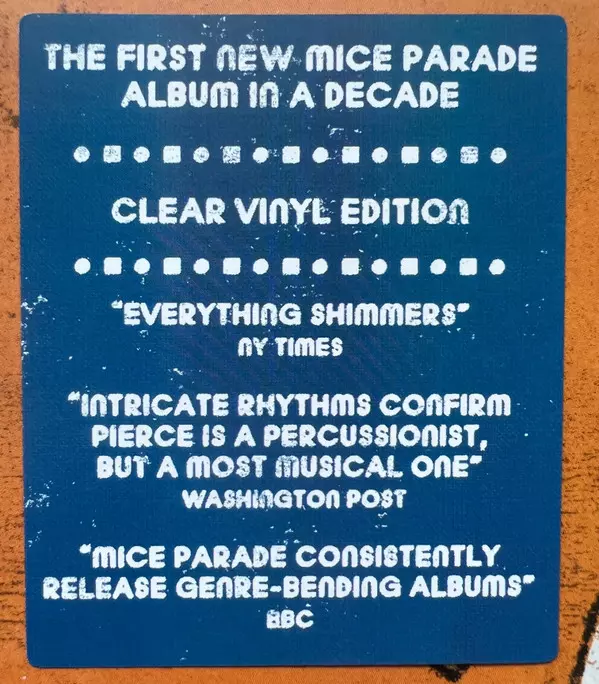 THE FIRST NEW MICE PARADE
ALBUM IN A DECADE
CLEAR VINYL EDITION
"EVERYTHING SHIMMERS"
NY TIMES
"INTRICATE RHYTHMS CONFIRM
PIERCE IS A PERCUSSIONIST,
BUT A MOST MUSICAL ONE"
WASHINGTON POST
"MICE PARADE CONSISTENTLY
RELEASE GENRE-BENDING ALBUMS"
BBC